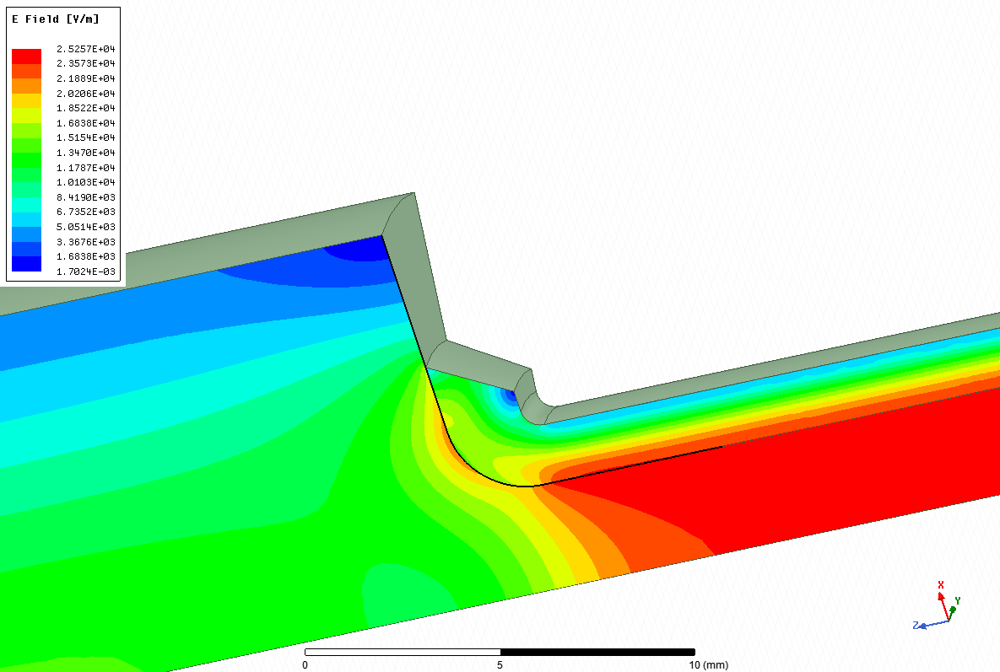 E Field [V/m]
2.5257E+04
2.3573E+04
2.1889E+04
2.0206E+04
1.8522E+04
1.6838E+04
1.5154E+04
1.3470E+04
1.1787E+04
1.0103E+04
8.4190E+03
6.7352E+03
5.0514E+03
3.3676E+03
1.6838E+03
1.7024E-03
X
Y
Z
0 5 10 (mm)